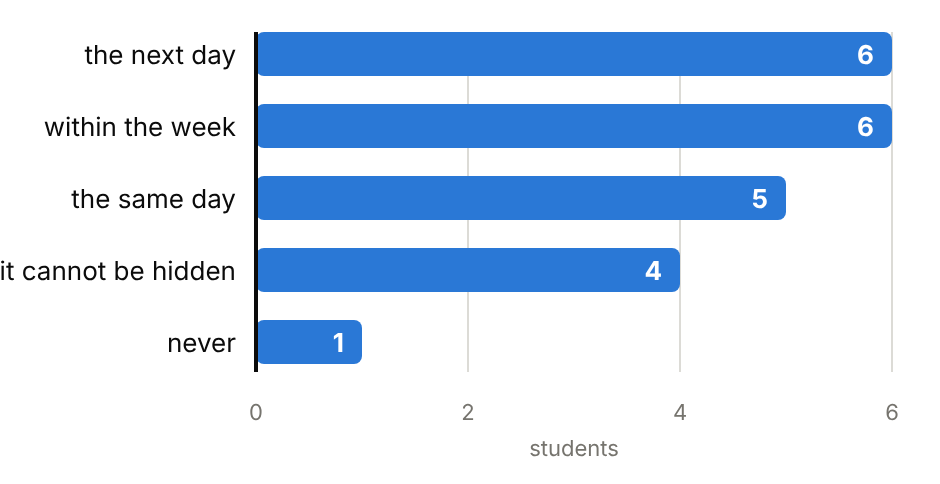 the next day 6
within the week 6
the same day 5
it cannot be hidden 4
never 1
0 2 4 6
students